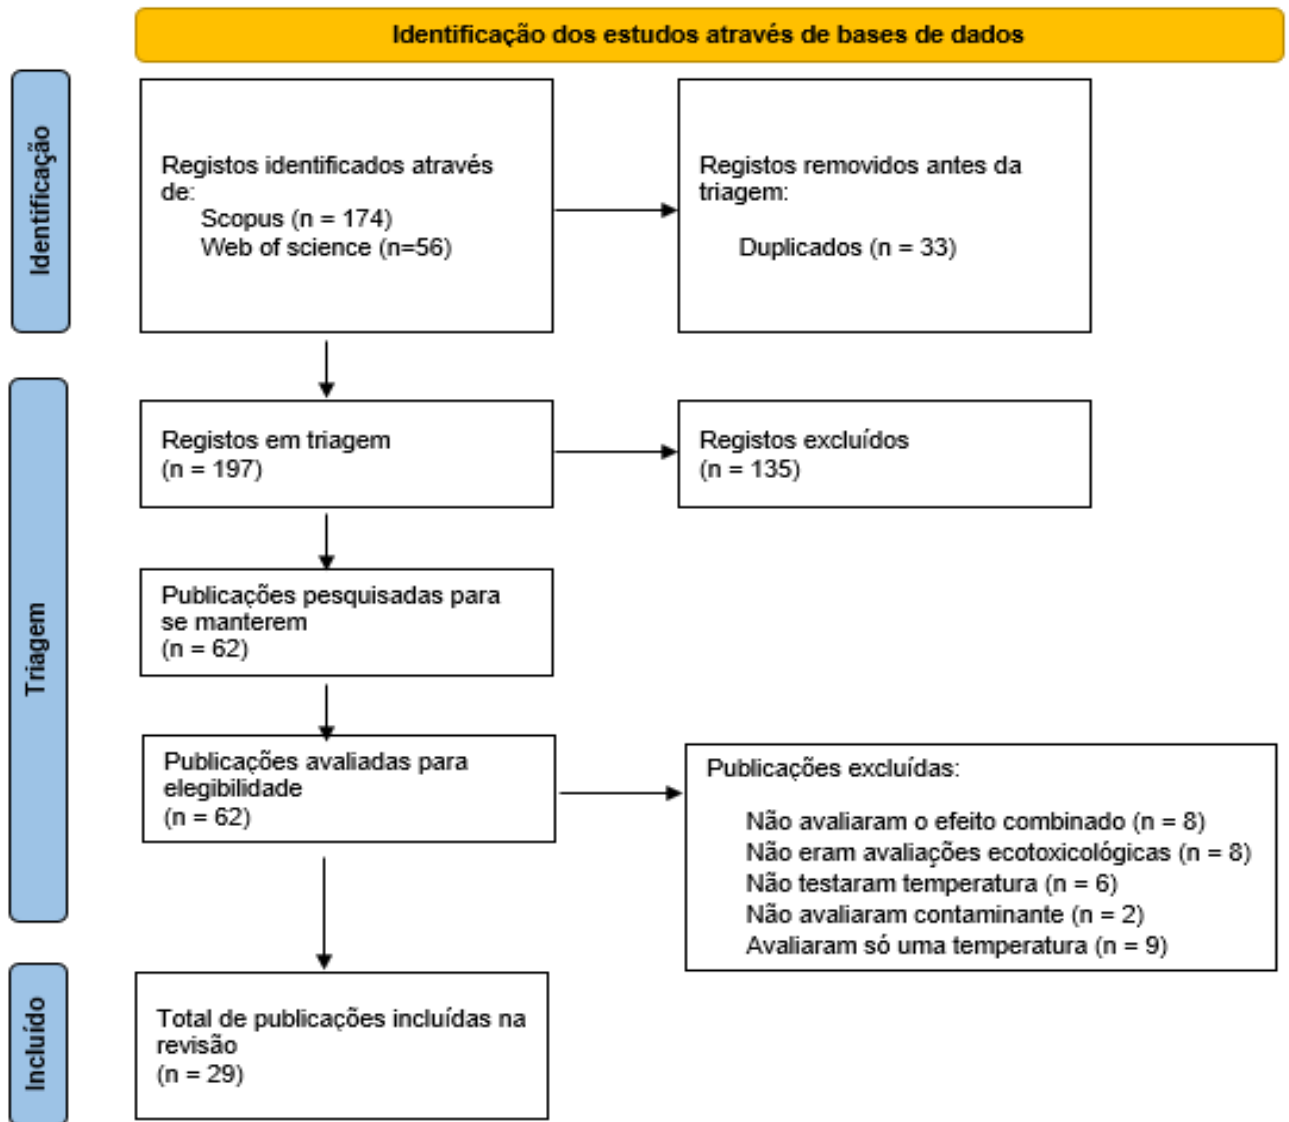 Identificação dos estudos através de bases de dados
Identificação
Registos identificados através
de:
Scopus (n = 174)
Web of science (n=56)
Registos removidos antes da
triagem:
Duplicados (n = 33)
Triagem
Registos em triagem
(n = 197)
Registos excluídos
(n = 135)
Publicações pesquisadas para
se manterem
(n = 62)
Publicações avaliadas para
elegibilidade
(n = 62)
Publicações excluídas:
Não avaliaram o efeito combinado (n = 8)
Não eram avaliações ecotoxicológicas (n = 8)
Não testaram temperatura (n = 6)
Não avaliaram contaminante (n = 2)
Avaliaram só uma temperatura (n = 9)
Incluído
Total de publicações incluídas na
revisão
(n = 29)